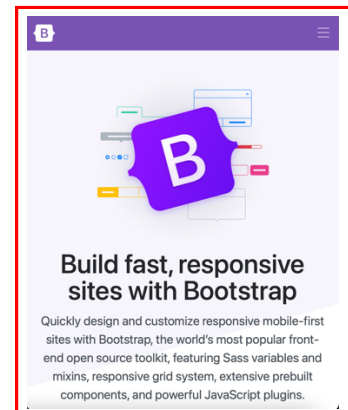 B
B
Build fast, responsive
sites with Bootstrap
Quickly design and customize responsive mobile-first
sites with Bootstrap, the world's most popular front-
end open source toolkit, featuring Sass variables and
mixins, responsive grid system, extensive prebuilt
components, and powerful JavaScript plugins.